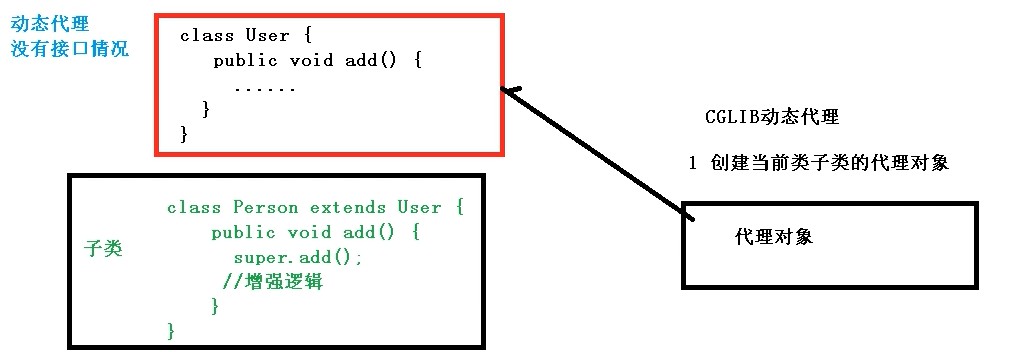 动态代理
没有接口情况
class User {
public void add() {
......
}
}
CGLIB动态代理
1 创建当前类子类的代理对象
代理对象
子类
class Person extends User {
public void add() {
super.add();
//增强逻辑
}
}